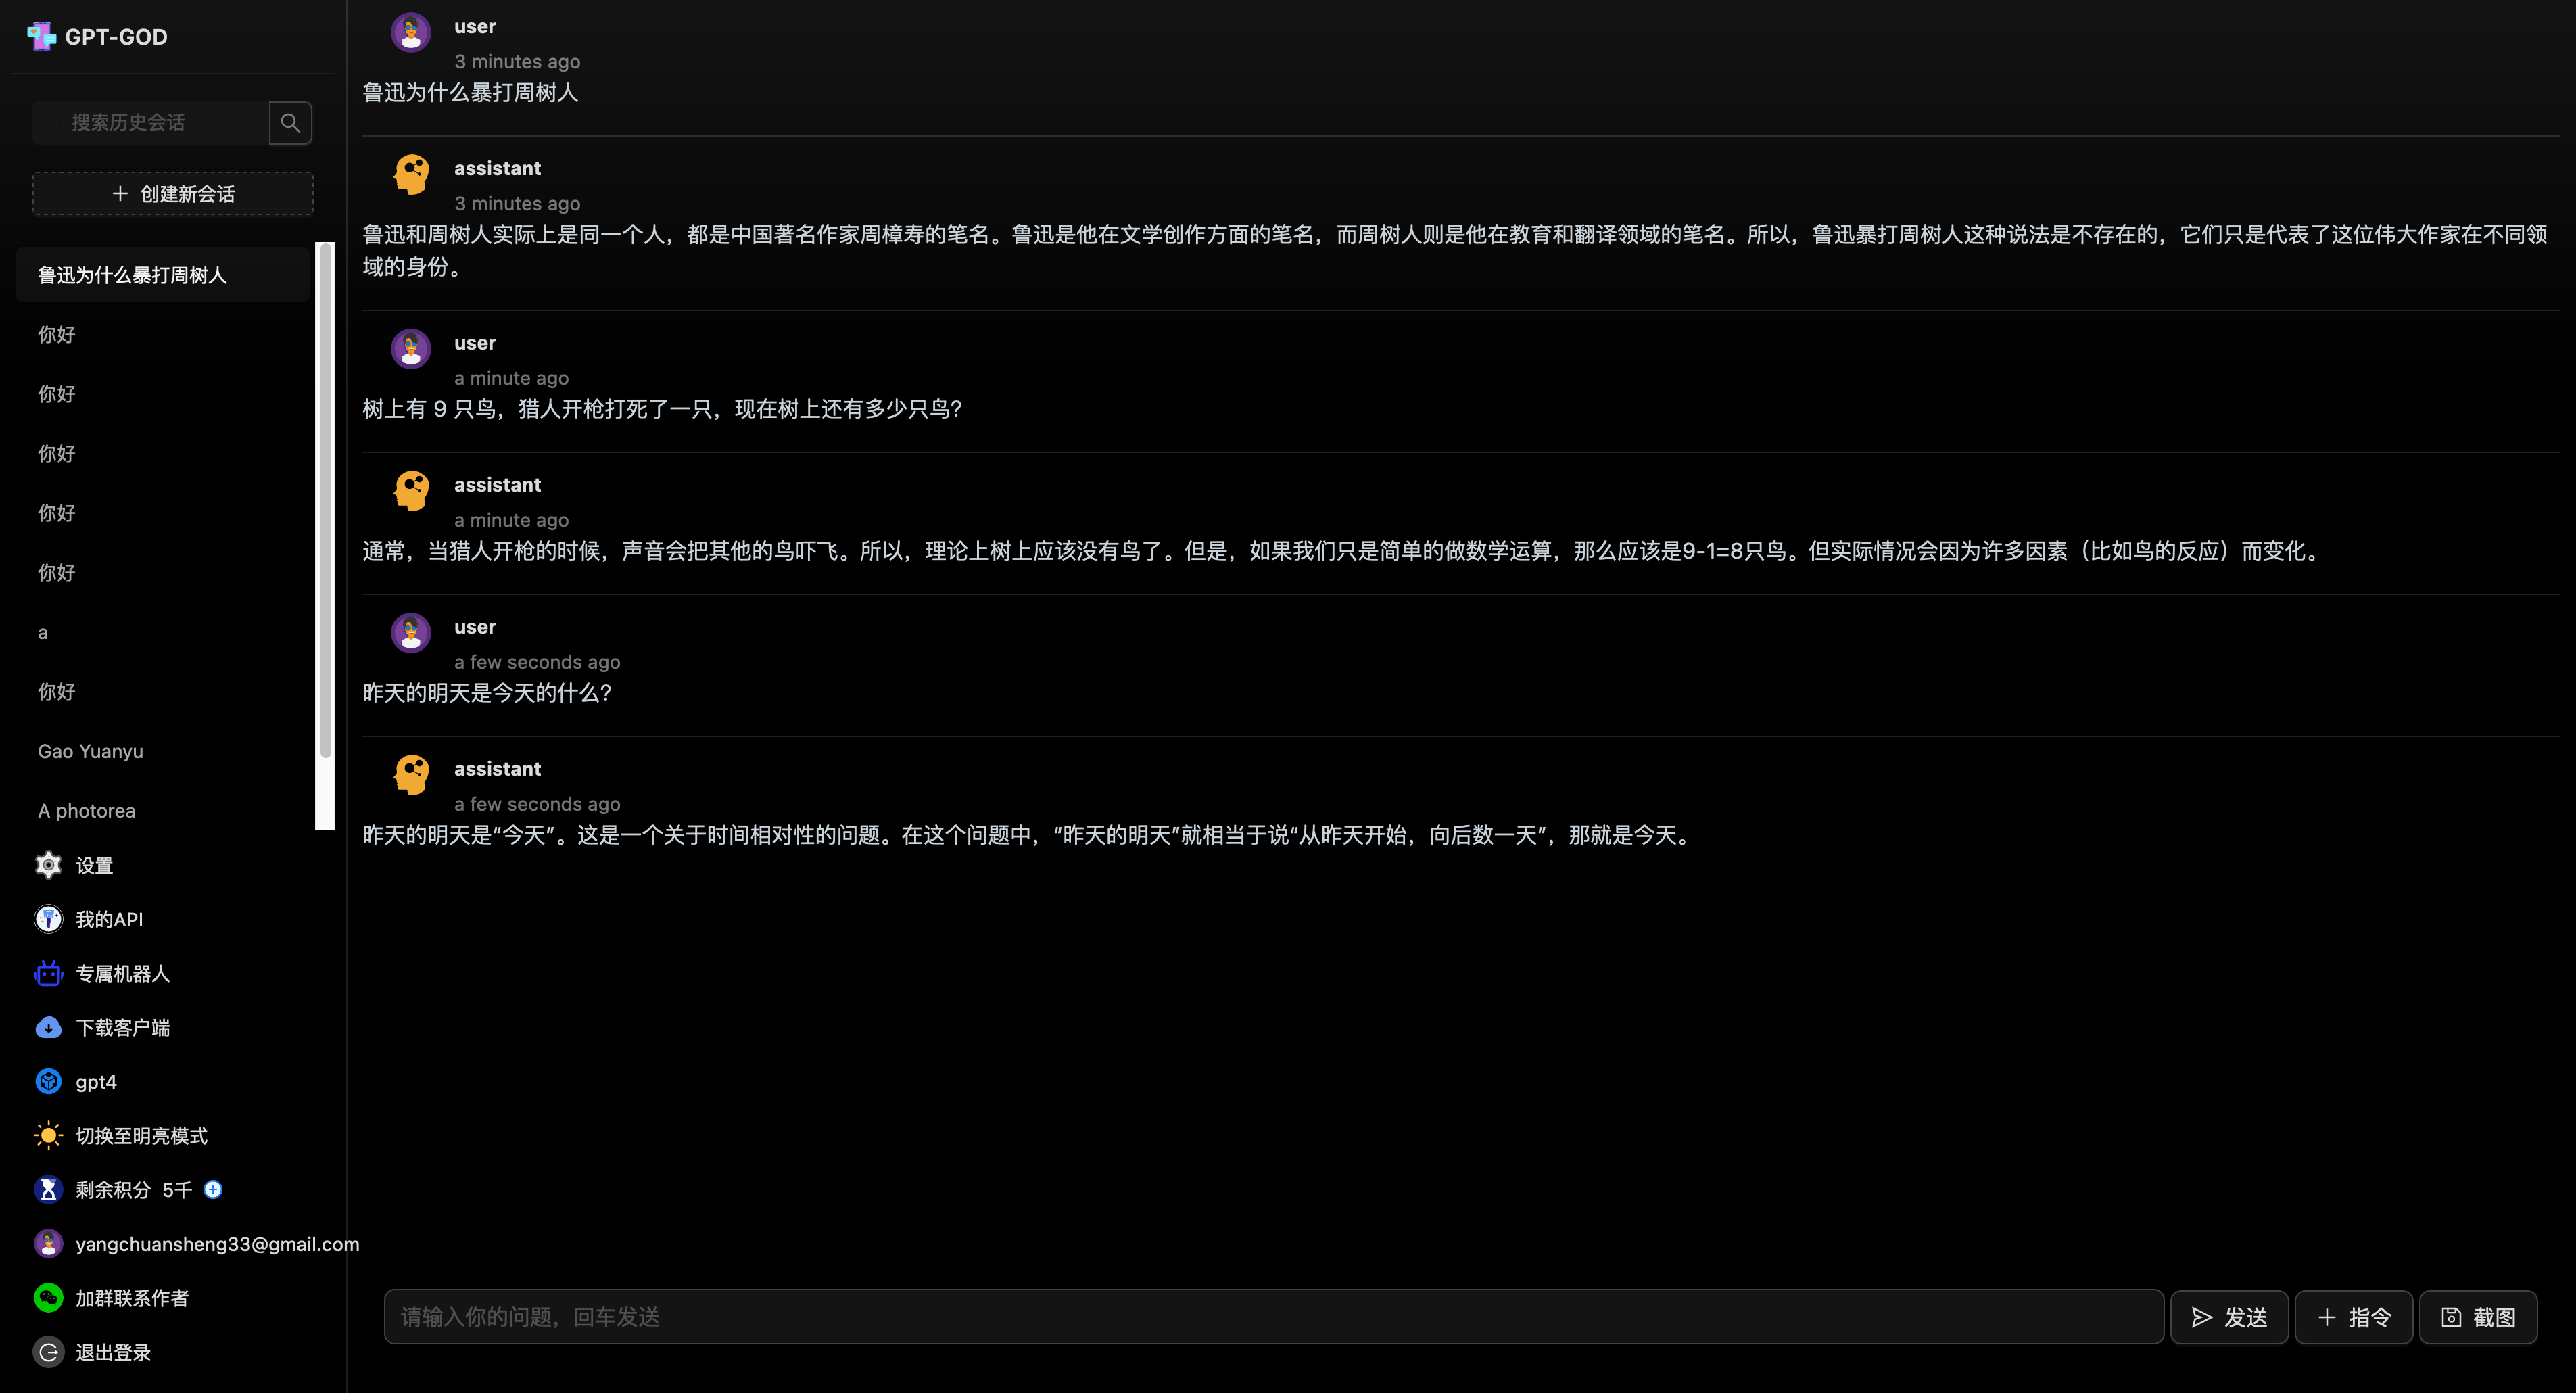 GPT-GOD
搜索历史会话
创建新会话
鲁迅为什么暴打周树人
你好
你好
你好
你好
你好
a
你好
Gao Yuanyu
A photorea
设置
我的API
专属机器人
下载客户端
gpt4
切换至明亮模式
剩余积分 5千
yangchuansheng33@gmail.com
加群联系作者
退出登录
user
3 minutes ago
鲁迅为什么暴打周树人
assistant
3 minutes ago
鲁迅和周树人实际上是同一个人，都是中国著名作家周樟寿的笔名。鲁迅是他在文学创作方面的笔名，而周树人则是他在教育和翻译领域的笔名。所以，鲁迅暴打周树人这种说法是不存在的，它们只是代表了这位伟大作家在不同领
域的身份。
user
a minute ago
树上有 9 只鸟，猎人开枪打死了一只，现在树上还有多少只鸟?
assistant
a minute ago
通常，当猎人开枪的时候，声音会把其他的鸟吓飞。所以，理论上树上应该没有鸟了。但是，如果我们只是简单的做数学运算，那么应该是9-1=8只鸟。但实际情况会因为许多因素（比如鸟的反应）而变化。
user
a few seconds ago
昨天的明天是今天的什么?
assistant
a few seconds ago
昨天的明天是“今天”。这是一个关于时间相对性的问题。在这个问题中，“昨天的明天”就相当于说“从昨天开始，向后数一天”，那就是今天。
请输入你的问题，回车发送
发送
指令
截图